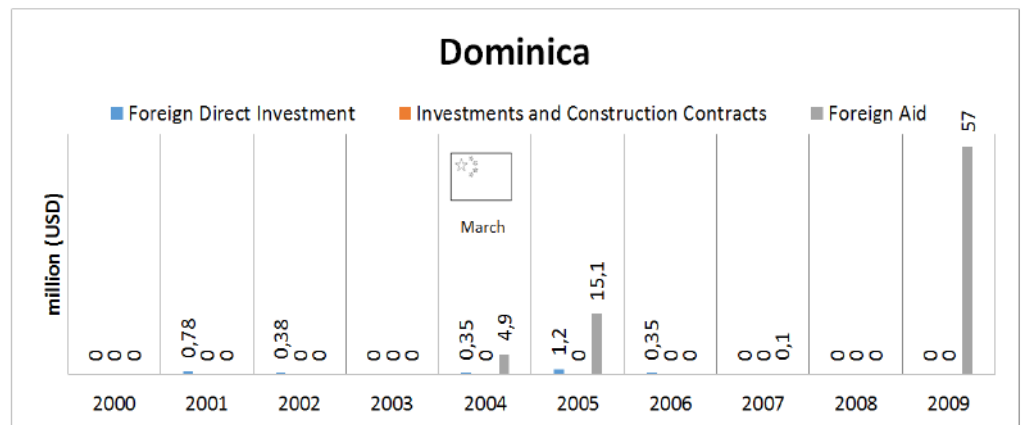 Dominica
Foreign Direct Investment Investments and Construction Contracts Foreign Aid
million (USD)
March
0 0 0 0,78 0 0 0,38 0 0 0 0 0 0,35 0 4,9 1,2 0 15,1 0,35 0 0 0 0 0,1 0 0 0 0 0 57
2000 2001 2002 2003 2004 2005 2006 2007 2008 2009